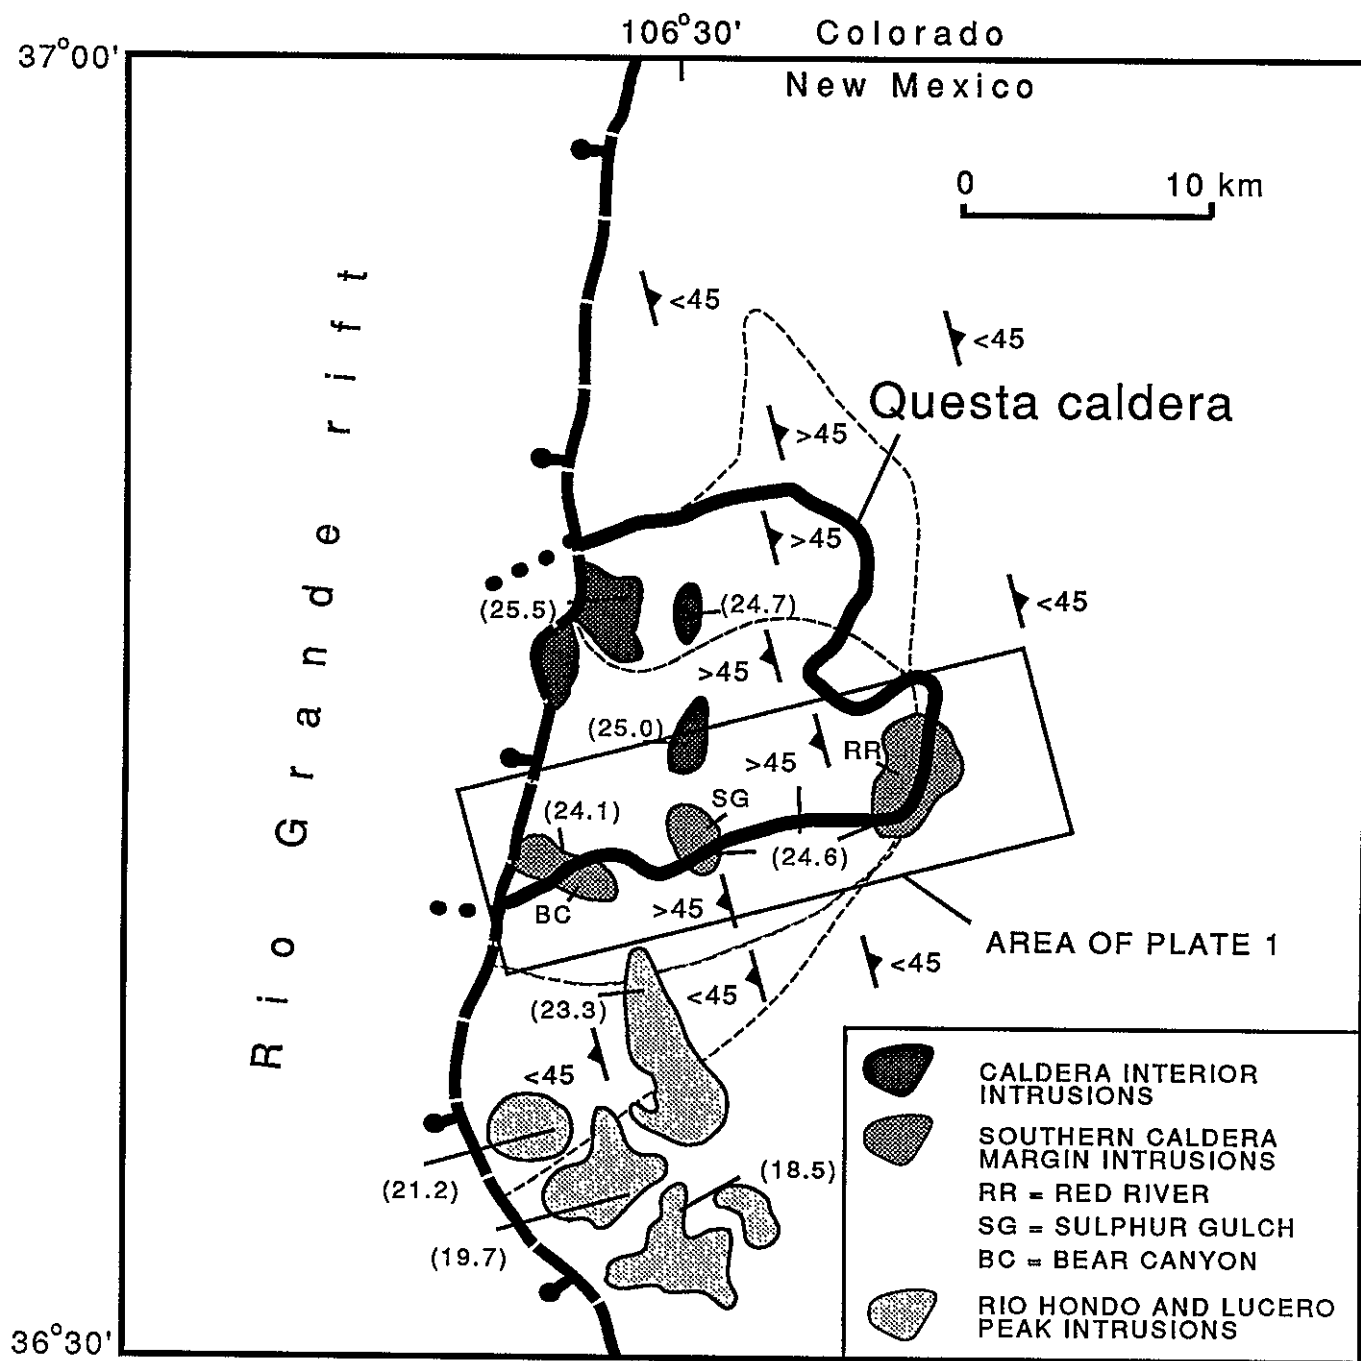 106°30'
Colorado
37°00'
New Mexico
0
10 km
<45
<45
Questa caldera
>45
>45
<45
(25.5)
(24.7)
>45
(25.0)
>45
RR
SG
(24.1)
(24.6)
BC
>45
AREA OF PLATE 1
<45
<45
(23.3)
<45
(21.2)
(18.5)
(19.7)
Rio Grande rift
CALDERA INTERIOR
INTRUSIONS
SOUTHERN CALDERA
MARGIN INTRUSIONS
RR = RED RIVER
SG = SULPHUR GULCH
BC = BEAR CANYON
RIO HONDO AND LUCERO
PEAK INTRUSIONS
36°30'